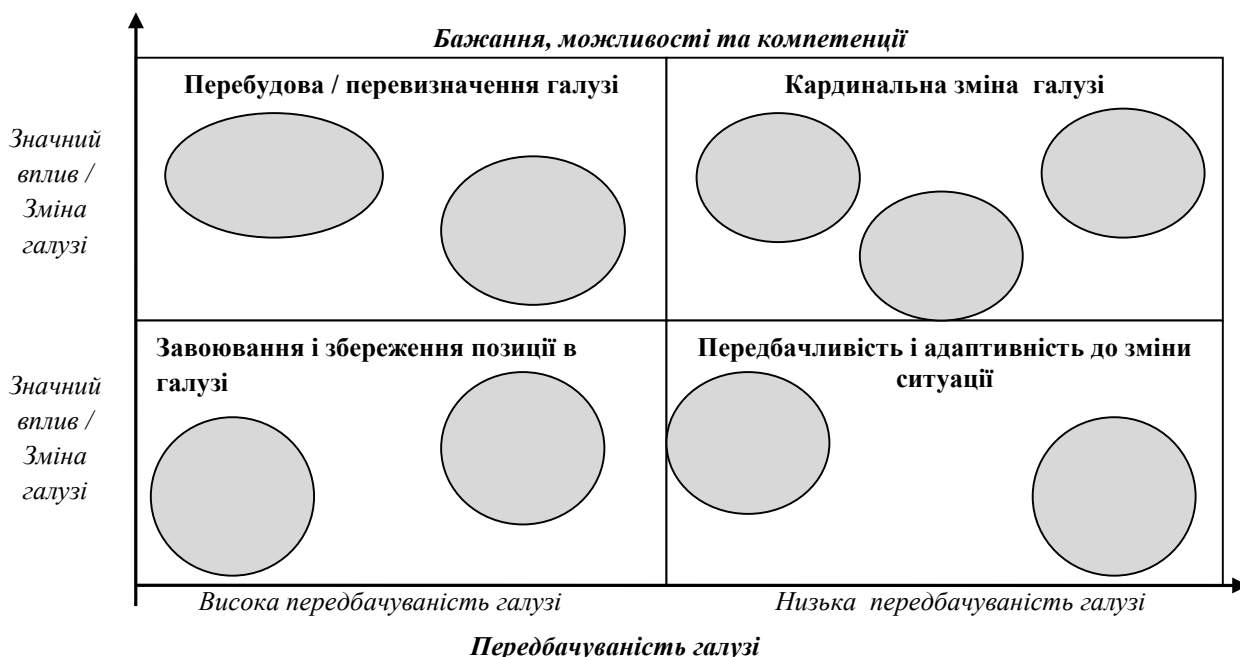 Бажання, можливості та компетенції
Перебудова / перевизначення галузі
Кардинальна зміна галузі
Значний
вплив /
Зміна
галузі
Завоювання і збереження позиції в
галузі
Передбачливість і адаптивність до зміни
ситуації
Значний
вплив /
Зміна
галузі
Висока передбачуваність галузі
Низька передбачуваність галузі
Передбачуваність галузі